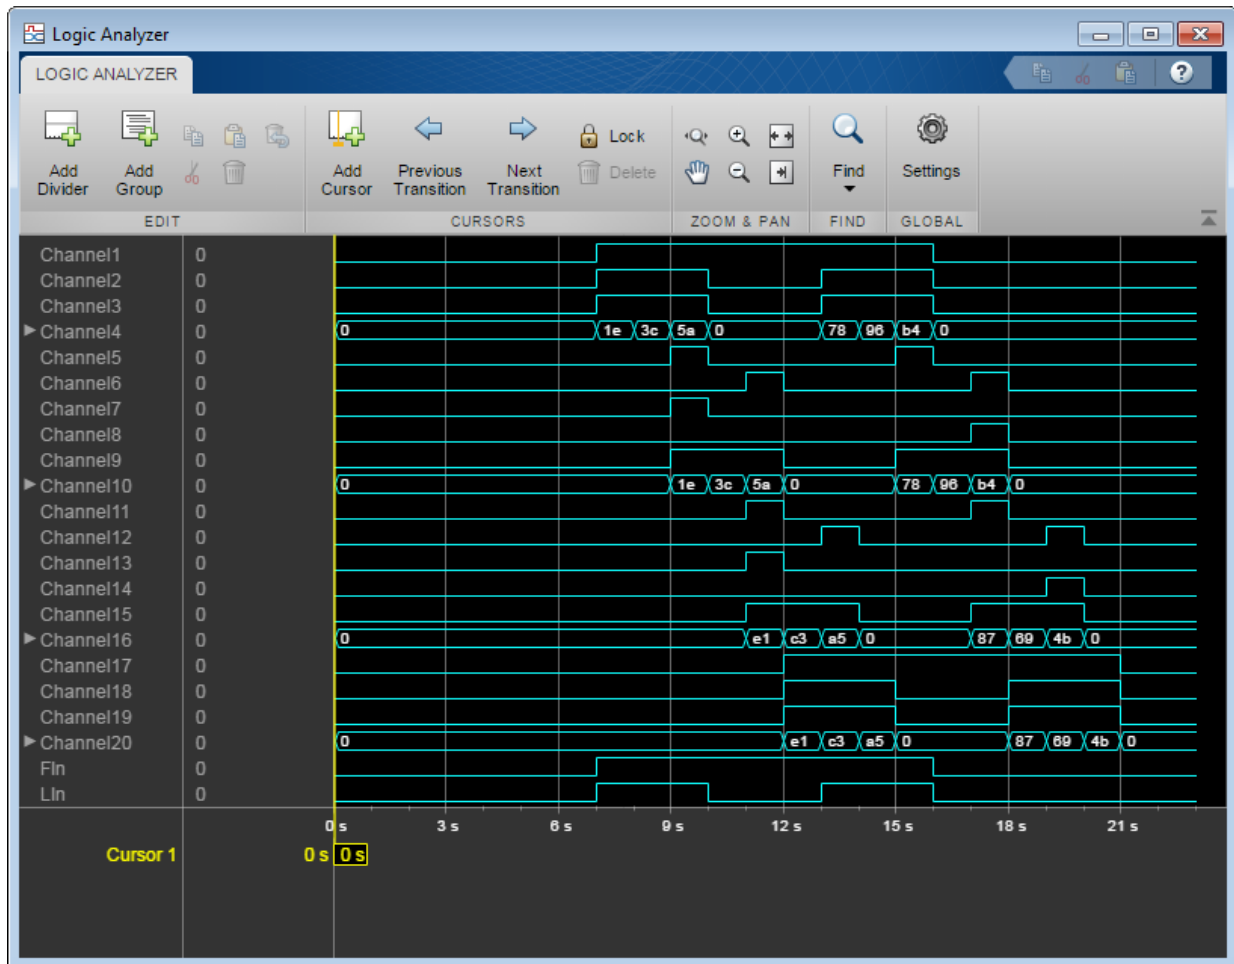 Logic Analyzer
LOGIC ANALYZER
?
Add Divider
Add Group
Add Cursor
Previous Transition
Next Transition
Lock
Delete
Find
Settings
EDIT
CURSORS
ZOOM & PAN
FIND
GLOBAL
Channel1 0
Channel2 0
Channel3 0
Channel4 0 0 1e 3c 5a 0 78 96 b4 0
Channel5 0
Channel6 0
Channel7 0
Channel8 0
Channel9 0
Channel10 0 0 1e 3c 5a 0 78 96 b4 0
Channel11 0
Channel12 0
Channel13 0
Channel14 0
Channel15 0
Channel16 0 0 e1 c3 a5 0 87 69 4b 0
Channel17 0
Channel18 0
Channel19 0
Channel20 0 0 e1 c3 a5 0 87 69 4b 0
FIn 0
LIn 0
0 s 3 s 6 s 9 s 12 s 15 s 18 s 21 s
Cursor 1 0 s 0 s